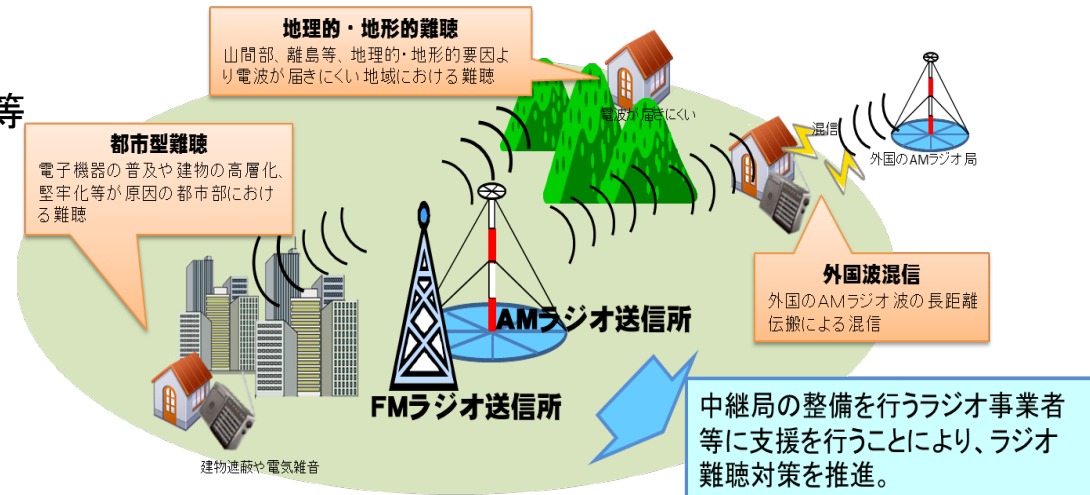 地理的・地形的難聴
山間部、離島等、地理的・地形的要因よ
り電波が届きにくい地域における難聴
等
都市型難聴
電子機器の普及や建物の高層化、
堅牢化等が原因の都市部におけ
る難聴
電波が届きにくい
混信
外国のAMラジオ局
外国波混信
外国のAMラジオ波の長距離
伝搬による混信
AMラジオ送信所
FMラジオ送信所
中継局の整備を行うラジオ事業者
等に支援を行うことにより、ラジオ
難聴対策を推進。
建物遮蔽や電気雑音